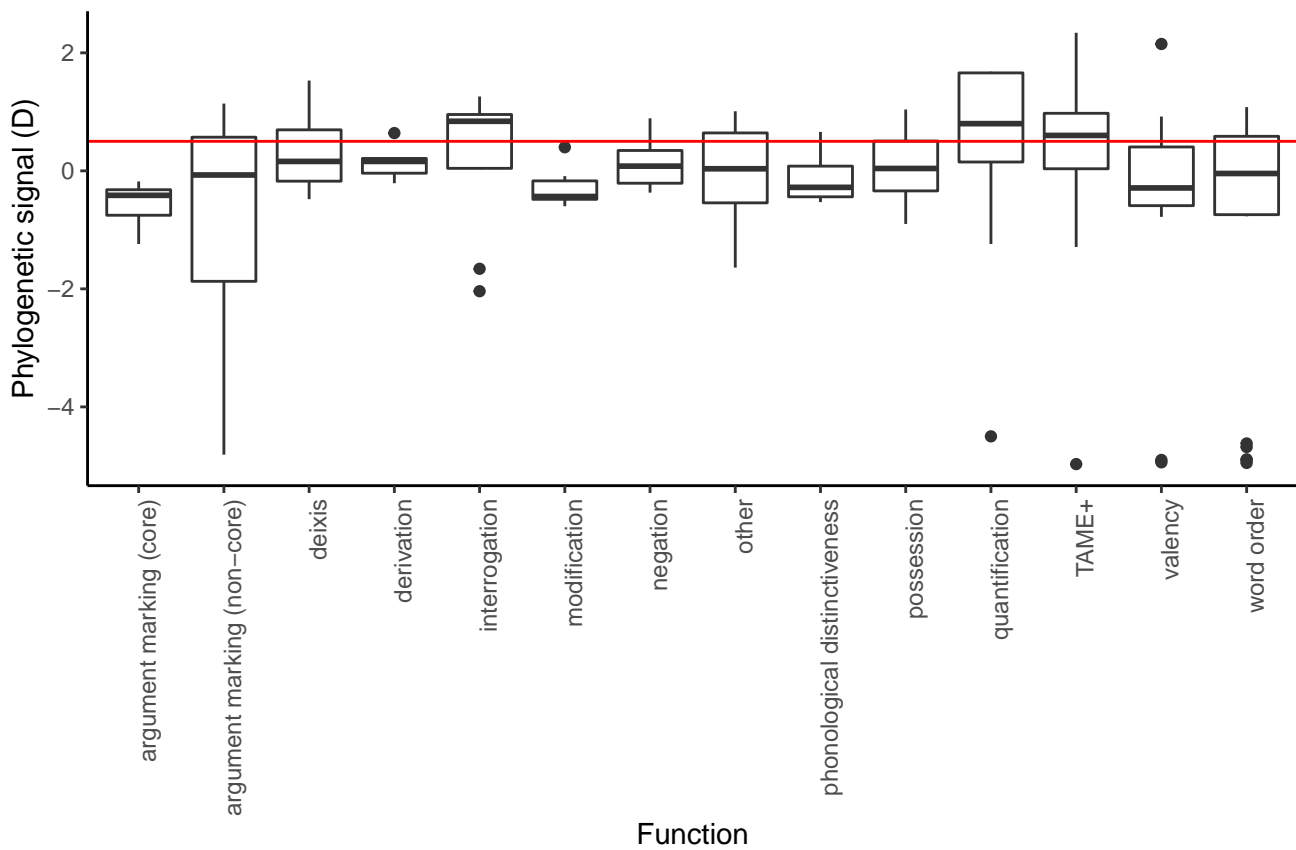 Phylogenetic signal (D)
2
0
−2
−4
argument marking (core)
argument marking (non−core)
deixis
derivation
interrogation
modification
negation
other
phonological distinctiveness
possession
quantification
TAME+
valency
word order
Function